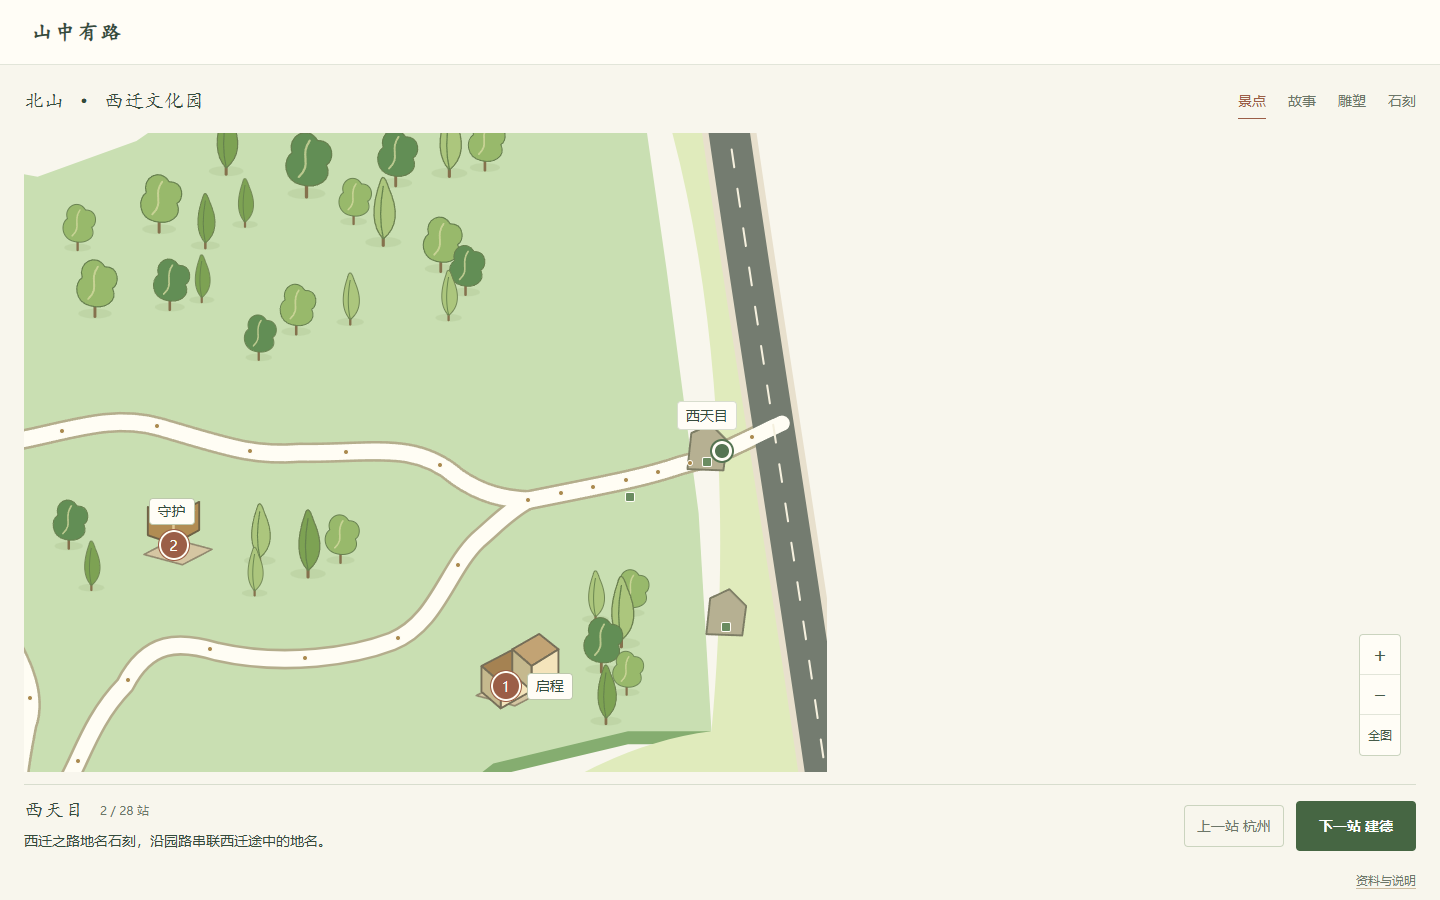 山中有路
北山 • 西迁文化园
景点 故事 雕塑 石刻
西天目
守护
2
1
启程
+
−
全图
西天目 2 / 28 站
西迁之路地名石刻，沿园路串联西迁途中的地名。
上一站 杭州
下一站 建德
资料与说明